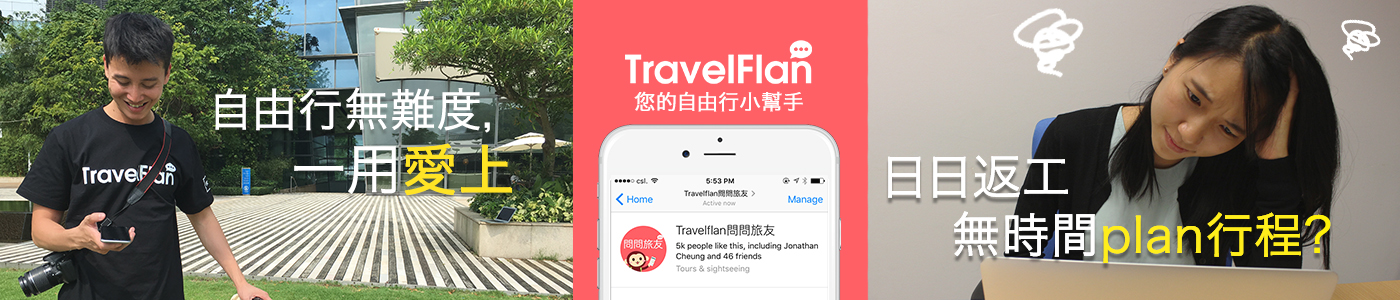 自由行無難度,
一用愛上
TravelFlan
TravelFlan
您的自由行小幫手
csl.
5:53 PM
Home
Travelflan問問旅友 >
Active now
Manage
問問旅友
Travelflan問問旅友
5k people like this, including Jonathan
Cheung and 46 friends
Tours & sightseeing
日日返工
無時間plan行程?